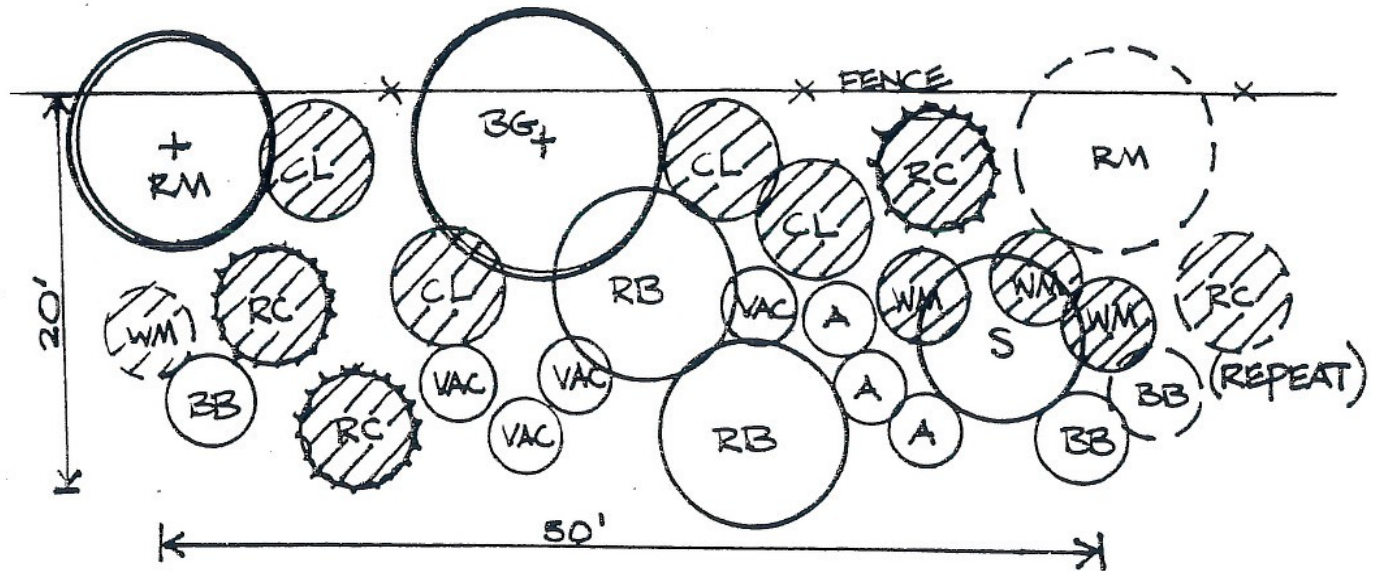 FENCE
BG
RM
CL
CL
RC
RM
CL
CL
RC
RB
VAC
A
WM
WM
WM
RC
WM
S
20'
BB
VAC
VAC
A
BB
(REPEAT)
RC
VAC
RB
A
BB
50'